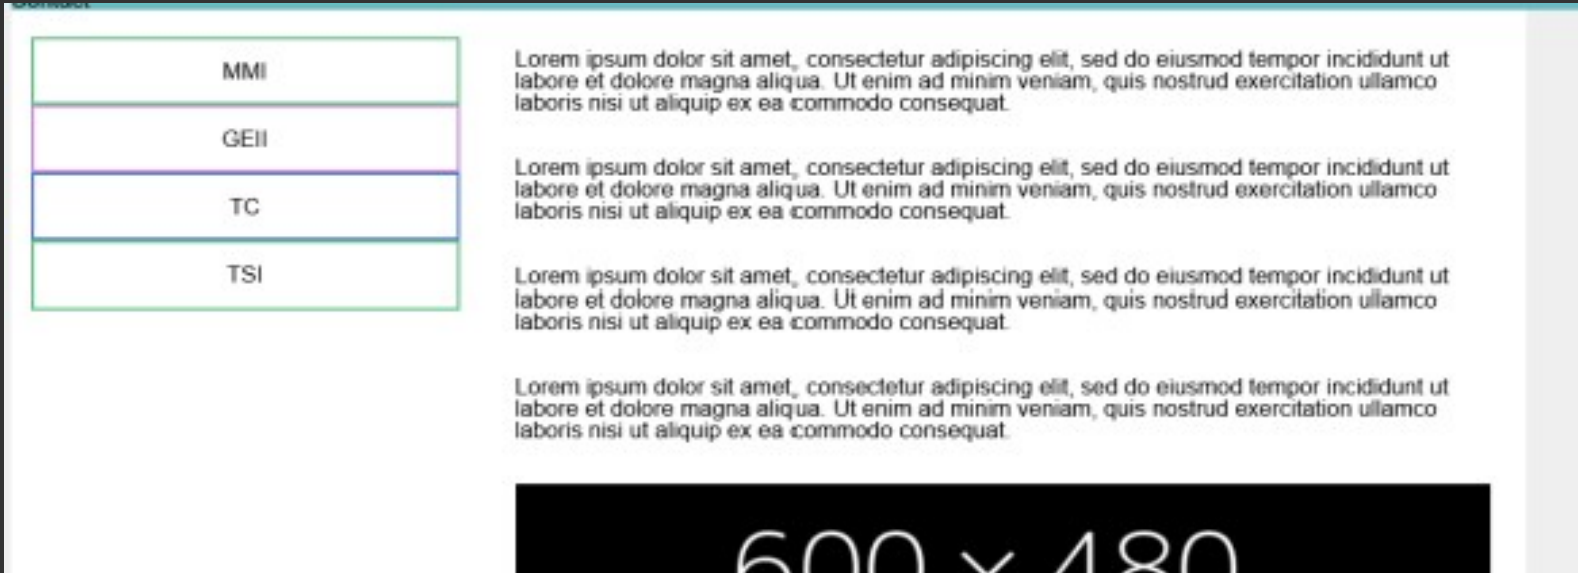 Contact
MMI
GEII
TC
TSI
Lorem ipsum dolor sit amet, consectetur adipiscing elit, sed do eiusmod tempor incididunt ut
labore et dolore magna aliqua. Ut enim ad minim veniam, quis nostrud exercitation ullamco
laboris nisi ut aliquip ex ea commodo consequat.
Lorem ipsum dolor sit amet, consectetur adipiscing elit, sed do eiusmod tempor incididunt ut
labore et dolore magna aliqua. Ut enim ad minim veniam, quis nostrud exercitation ullamco
laboris nisi ut aliquip ex ea commodo consequat.
Lorem ipsum dolor sit amet, consectetur adipiscing elit, sed do eiusmod tempor incididunt ut
labore et dolore magna aliqua. Ut enim ad minim veniam, quis nostrud exercitation ullamco
laboris nisi ut aliquip ex ea commodo consequat.
Lorem ipsum dolor sit amet, consectetur adipiscing elit, sed do eiusmod tempor incididunt ut
labore et dolore magna aliqua. Ut enim ad minim veniam, quis nostrud exercitation ullamco
laboris nisi ut aliquip ex ea commodo consequat.
600 × 480